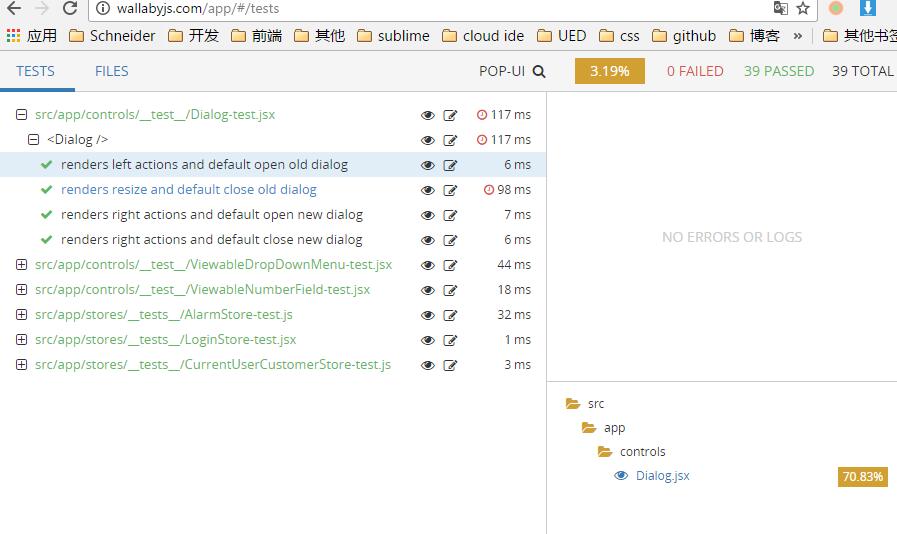 wallabyjs.com/app/#/tests
应用 Schneider 开发 前端 其他 sublime cloud ide UED css github 博客 » 其他书签
TESTS FILES POP-UI 3.19% 0 FAILED 39 PASSED 39 TOTAL
src/app/controls/__test__/Dialog-test.jsx 117 ms
<Dialog /> 117 ms
renders left actions and default open old dialog 6 ms
renders resize and default close old dialog 98 ms
renders right actions and default open new dialog 7 ms
renders right actions and default close new dialog 6 ms
src/app/controls/__test__/ViewableDropDownMenu-test.jsx 44 ms
src/app/controls/__test__/ViewableNumberField-test.jsx 18 ms
src/app/stores/__tests__/AlarmStore-test.js 32 ms
src/app/stores/__tests__/LoginStore-test.jsx 1 ms
src/app/stores/__tests__/CurrentUserCustomerStore-test.js 3 ms
NO ERRORS OR LOGS
src
app
controls
Dialog.jsx 70.83%